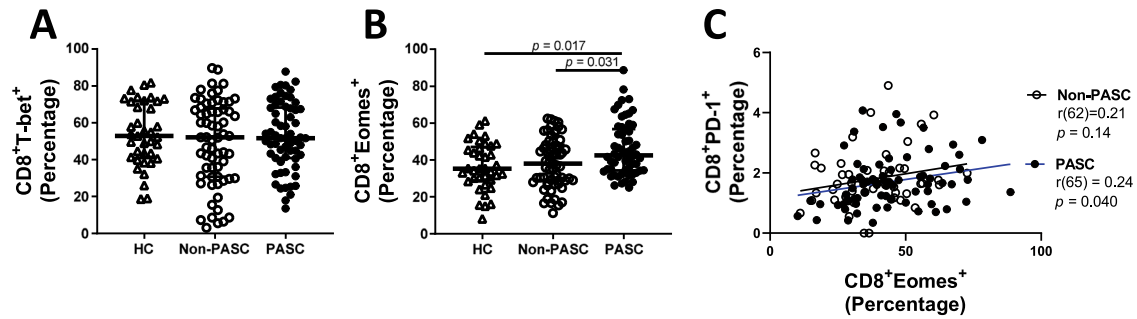 A
CD8+T-bet+
(Percentage)
100
80
60
40
20
0
HC
Non-PASC
PASC
B
CD8+Eomes+
(Percentage)
100
80
60
40
20
0
p = 0.017
p = 0.031
HC
Non-PASC
PASC
C
CD8+PD-1+
(Percentage)
6
4
2
0
0
50
100
CD8+Eomes+
(Percentage)
Non-PASC
r(62)=0.21
p = 0.14
PASC
r(65) = 0.24
p = 0.040